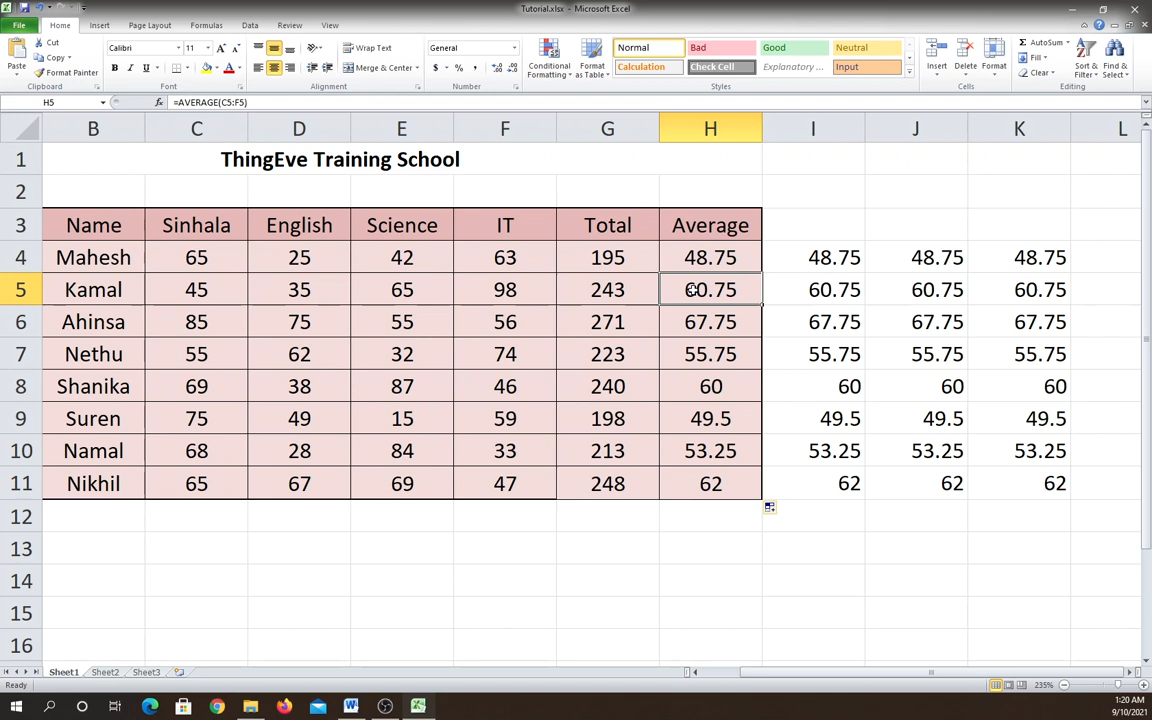 Tutorial.xlsx - Microsoft Excel
File Home Insert Page Layout Formulas Data Review View
Paste Cut Copy Format Painter Clipboard
Calibri 11 B I U A Font
Wrap Text Merge & Center Alignment
General $ % , Number
Conditional Formatting Format as Table Normal Bad Good Neutral Calculation Check Cell Explanatory ... Input Styles
Insert Delete Format Cells
AutoSum Fill Clear Sort & Filter Find & Select Editing
H5 fx =AVERAGE(C5:F5)
B C D E F G H I J K L
1 ThingEve Training School
2
3 Name Sinhala English Science IT Total Average
4 Mahesh 65 25 42 63 195 48.75 48.75 48.75 48.75
5 Kamal 45 35 65 98 243 60.75 60.75 60.75 60.75
6 Ahinsa 85 75 55 56 271 67.75 67.75 67.75 67.75
7 Nethu 55 62 32 74 223 55.75 55.75 55.75 55.75
8 Shanika 69 38 87 46 240 60 60 60 60
9 Suren 75 49 15 59 198 49.5 49.5 49.5 49.5
10 Namal 68 28 84 33 213 53.25 53.25 53.25 53.25
11 Nikhil 65 67 69 47 248 62 62 62 62
12
13
14
15
16
Sheet1 Sheet2 Sheet3
Ready 235%
1:20 AM
9/10/2021